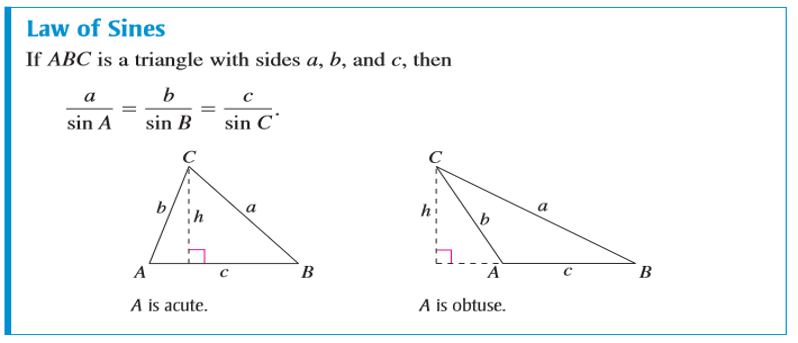 Law of Sines
If ABC is a triangle with sides a, b, and c, then
a/sin A = b/sin B = c/sin C.
C
b
h
a
A
c
B
A is acute.
C
h
b
a
A
c
B
A is obtuse.